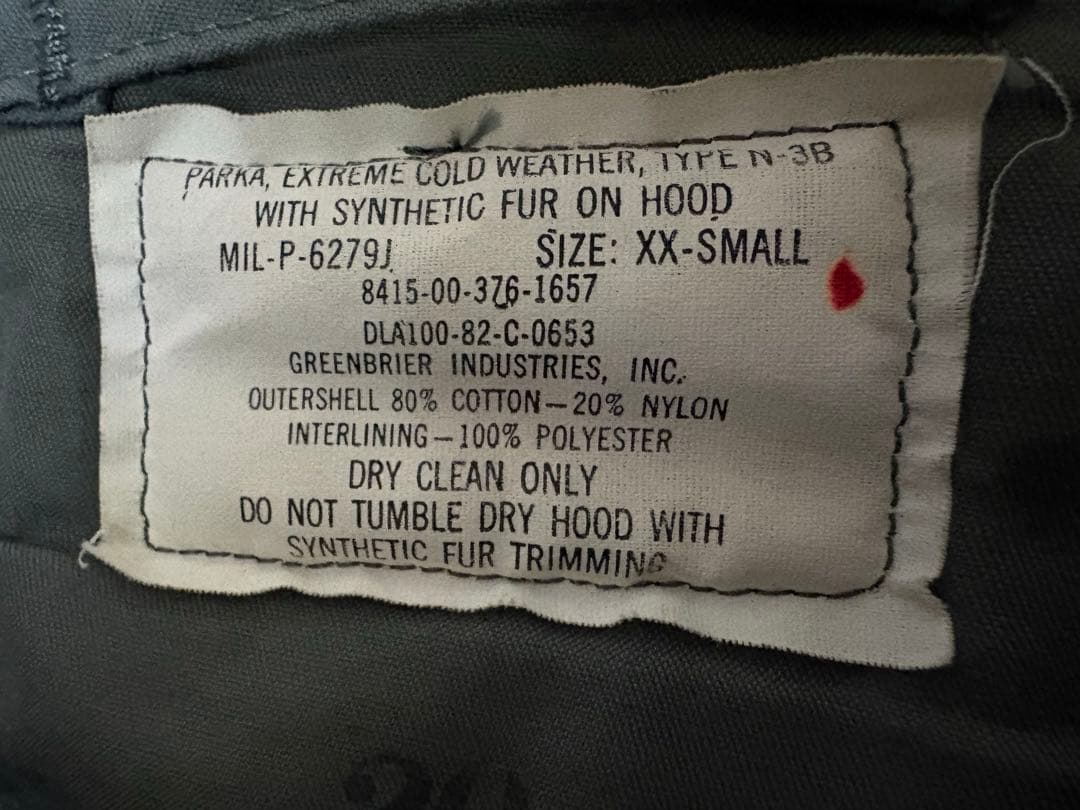 PARKA, EXTREME COLD WEATHER, TYPE N-3B
WITH SYNTHETIC FUR ON HOOD
MIL-P-6279J SIZE: XX-SMALL
8415-00-376-1657
DLA100-82-C-0653
GREENBRIER INDUSTRIES, INC.
OUTERSHELL 80% COTTON—20% NYLON
INTERLINING—100% POLYESTER
DRY CLEAN ONLY
DO NOT TUMBLE DRY HOOD WITH
SYNTHETIC FUR TRIMMING